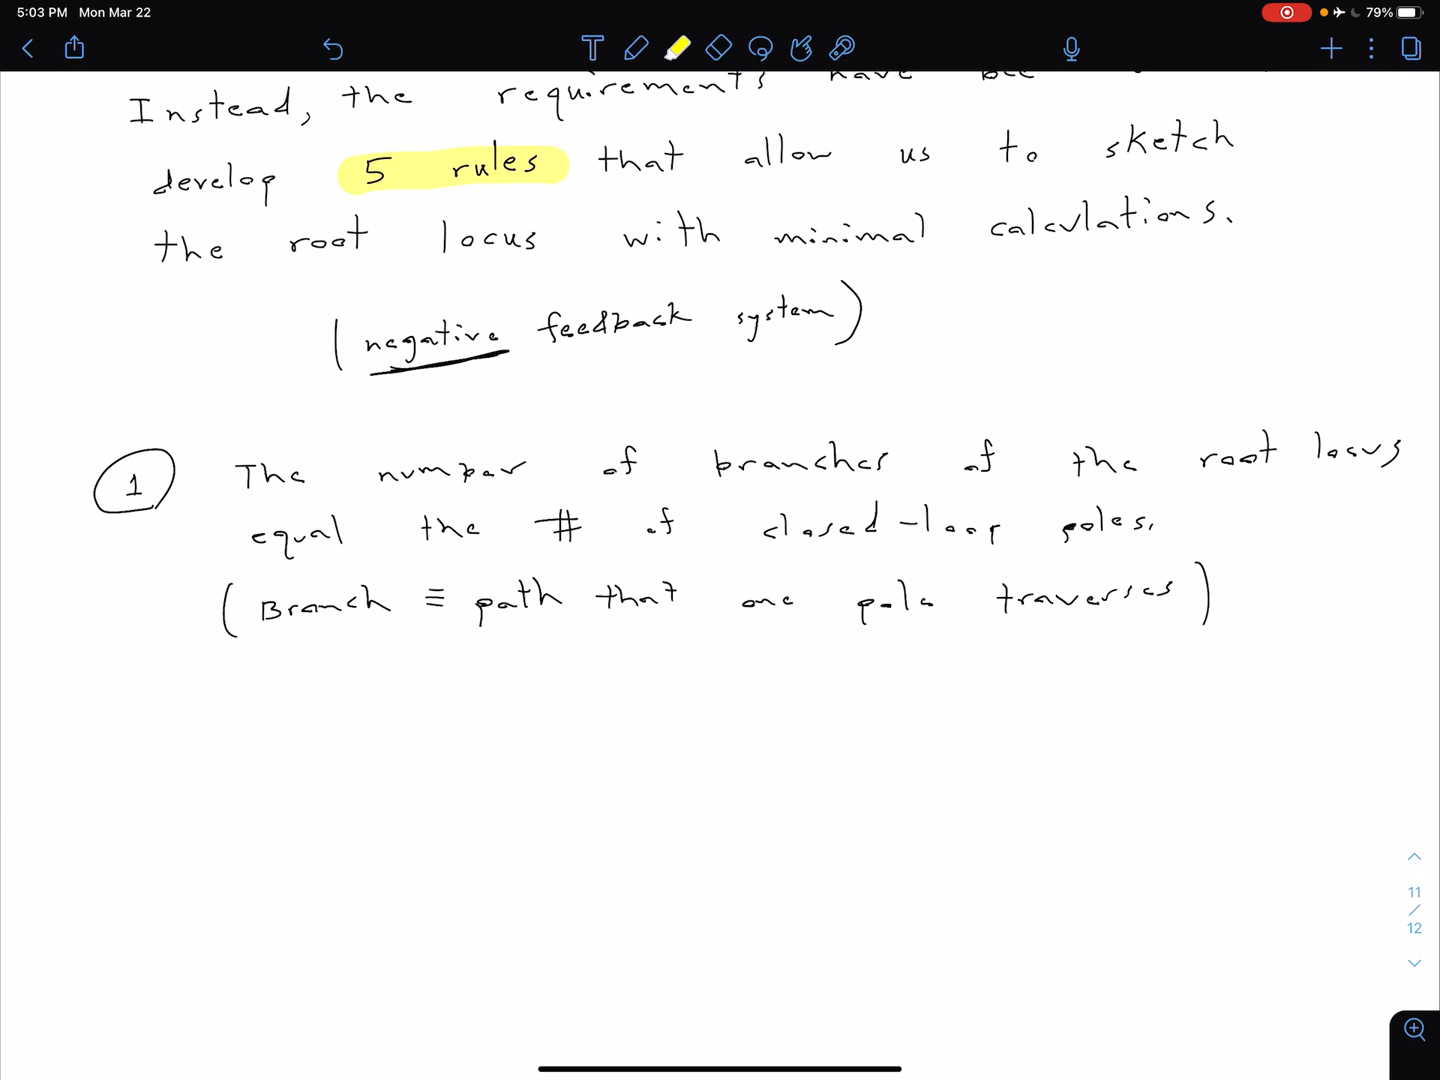 5:03 PM Mon Mar 22
79%
Instead, the requirements have bee
develop 5 rules that allow us to sketch
the root locus with minimal calculations.
(negative feedback system)
1 The number of branches of the root locus
equal the # of closed-loop poles.
(Branch ≡ path that one pole traverses)
11
/
12